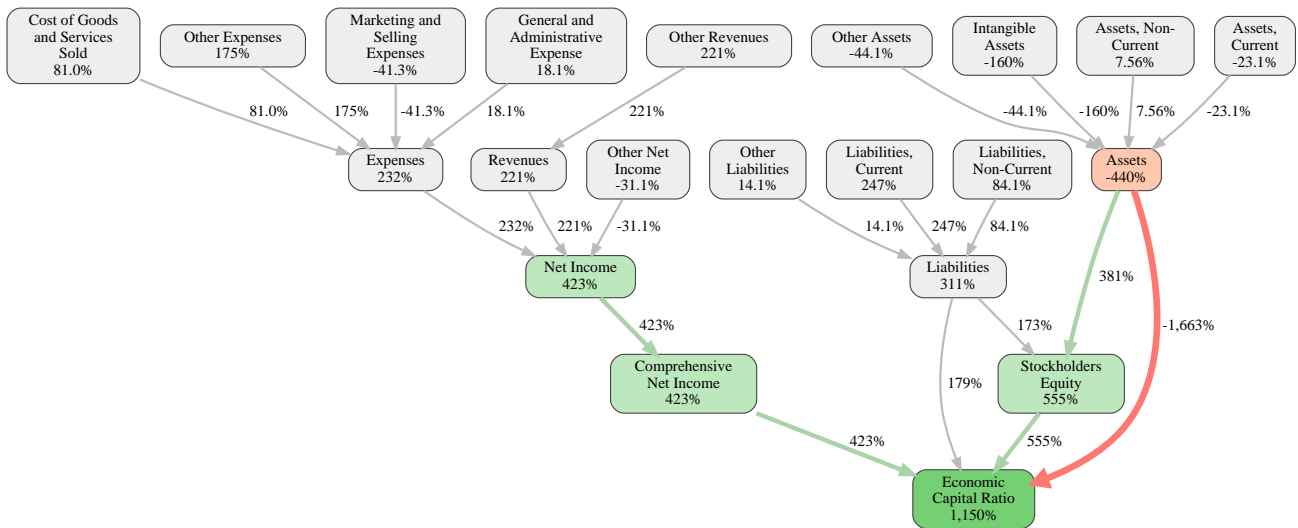 Cost of Goods
and Services
Sold
81.0%
Other Expenses
175%
Marketing and
Selling
Expenses
-41.3%
General and
Administrative
Expense
18.1%
Other Revenues
221%
Other Assets
-44.1%
Intangible
Assets
-160%
Assets, Non-
Current
7.56%
Assets,
Current
-23.1%
81.0%
175%
-41.3%
18.1%
221%
-44.1%
-160%
7.56%
-23.1%
Expenses
232%
Revenues
221%
Other Net
Income
-31.1%
Other
Liabilities
14.1%
Liabilities,
Current
247%
Liabilities,
Non-Current
84.1%
Assets
-440%
232%
221%
-31.1%
14.1%
247%
84.1%
Net Income
423%
Liabilities
311%
381%
423%
173%
-1,663%
Comprehensive
Net Income
423%
179%
Stockholders
Equity
555%
423%
555%
Economic
Capital Ratio
1,150%